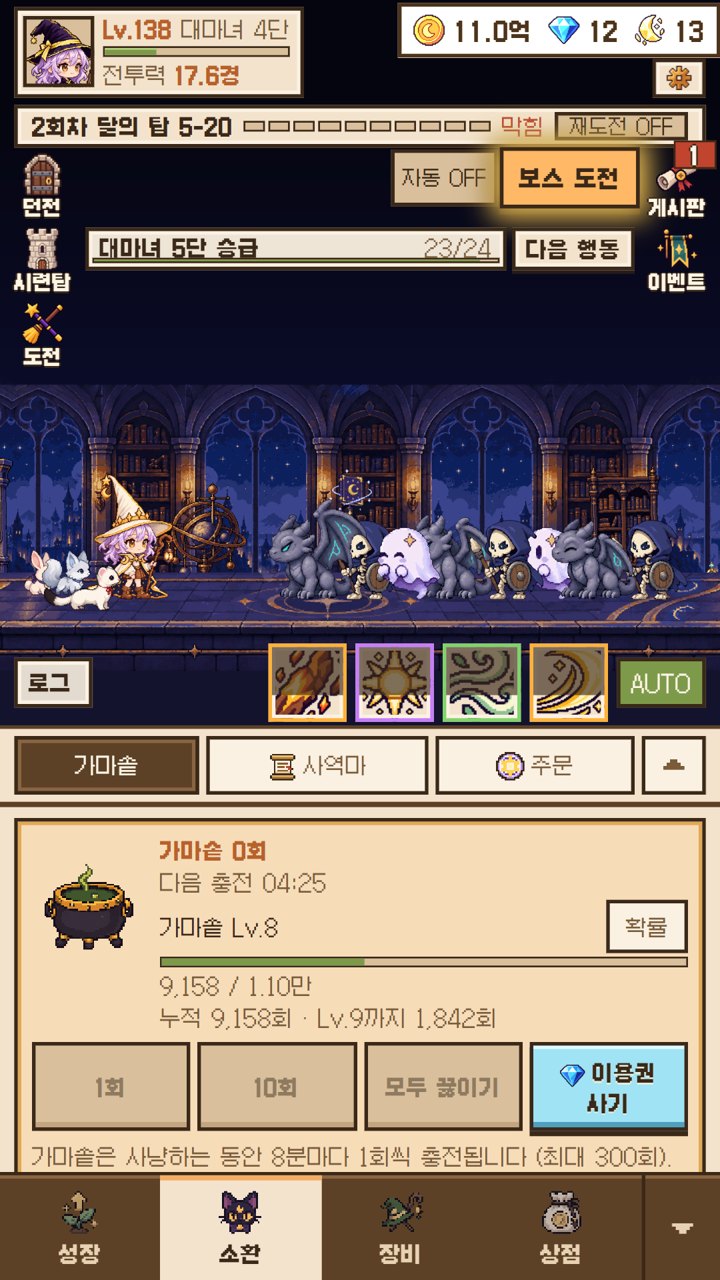 Lv.138 대마녀 4단
전투력 17.6경
11.0억 12 13
2회차 달의 탑 5-20 막힘 재도전 OFF
자동 OFF 보스 도전
1
던전
게시판
대마녀 5단 승급 23/24 다음 행동
시련탑
이벤트
도전
로그
AUTO
가마솥 사역마 주문
가마솥 0회
다음 충전 04:25
가마솥 Lv.8 확률
9,158 / 1.10만
누적 9,158회 · Lv.9까지 1,842회
1회 10회 모두 끓이기 이용권 사기
가마솥은 사냥하는 동안 8분마다 1회씩 충전됩니다 (최대 300회).
성장 소환 장비 상점